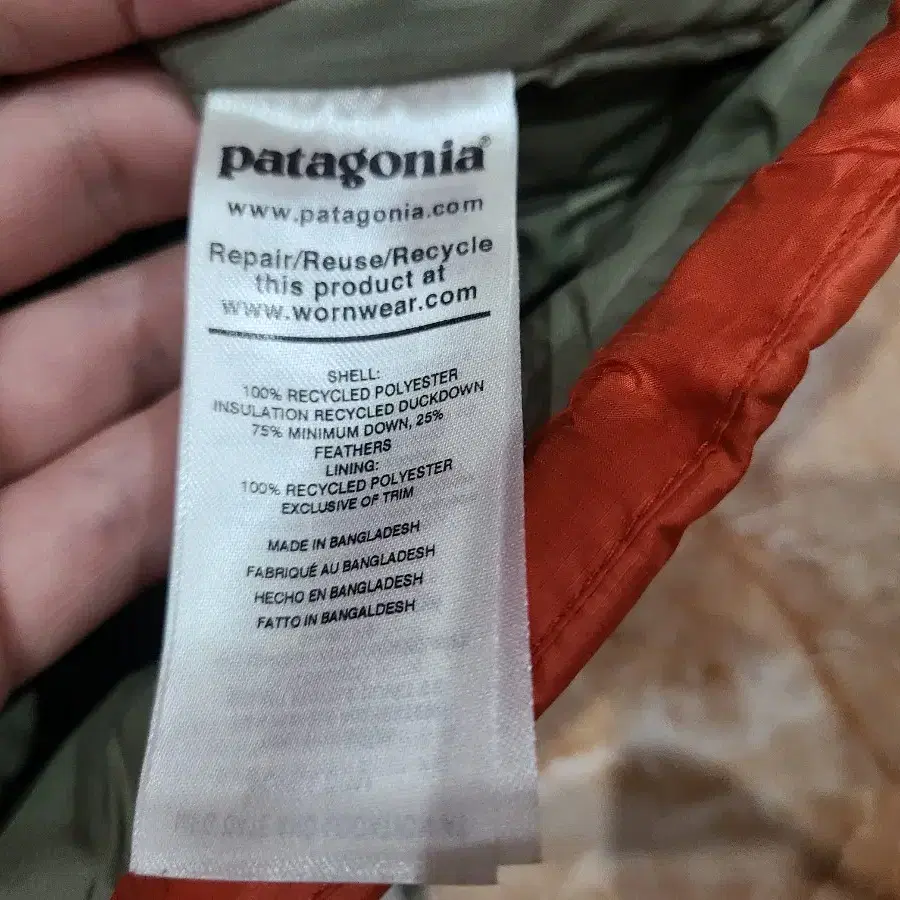 patagonia®
www.patagonia.com
Repair/Reuse/Recycle
this product at
www.wornwear.com
SHELL:
100% RECYCLED POLYESTER
INSULATION RECYCLED DUCKDOWN
75% MINIMUM DOWN, 25%
FEATHERS
LINING:
100% RECYCLED POLYESTER
EXCLUSIVE OF TRIM
MADE IN BANGLADESH
FABRIQUÉ AU BANGLADESH
HECHO EN BANGLADESH
FATTO IN BANGALDESH